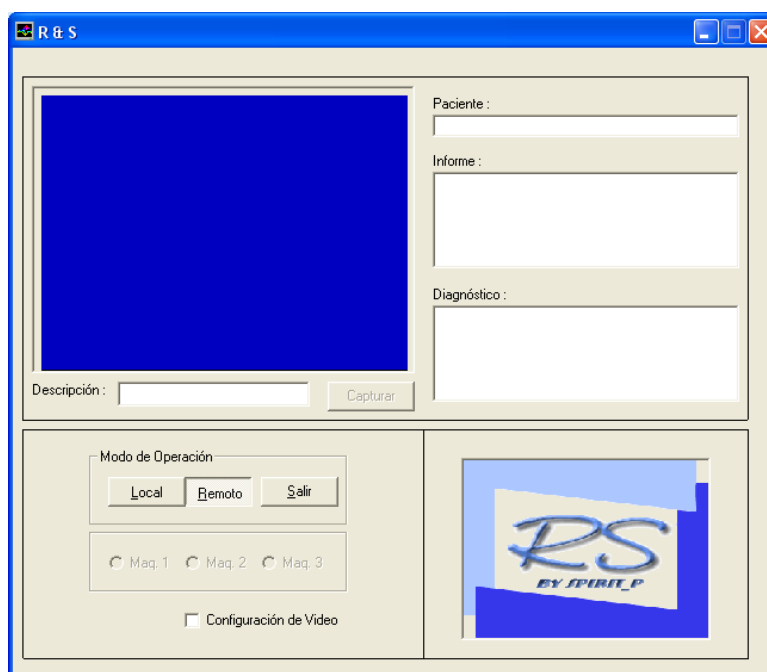 R & S
Paciente :
Informe :
Diagnóstico :
Descripción :
Capturar
Modo de Operación
Local
Remoto
Salir
Maq. 1
Maq. 2
Maq. 3
Configuración de Video
RS
BY SPIRIT_P